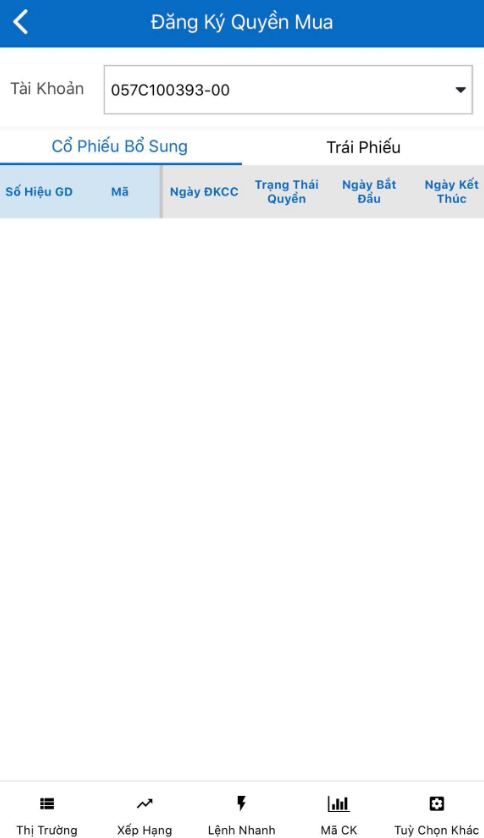 Đăng Ký Quyền Mua
Tài Khoản 057C100393-00
Cổ Phiếu Bổ Sung Trái Phiếu
Số Hiệu GD Mã Ngày ĐKCC Trạng Thái Quyền Ngày Bắt Đầu Ngày Kết Thúc
Thị Trường Xếp Hạng Lệnh Nhanh Mã CK Tuỳ Chọn Khác